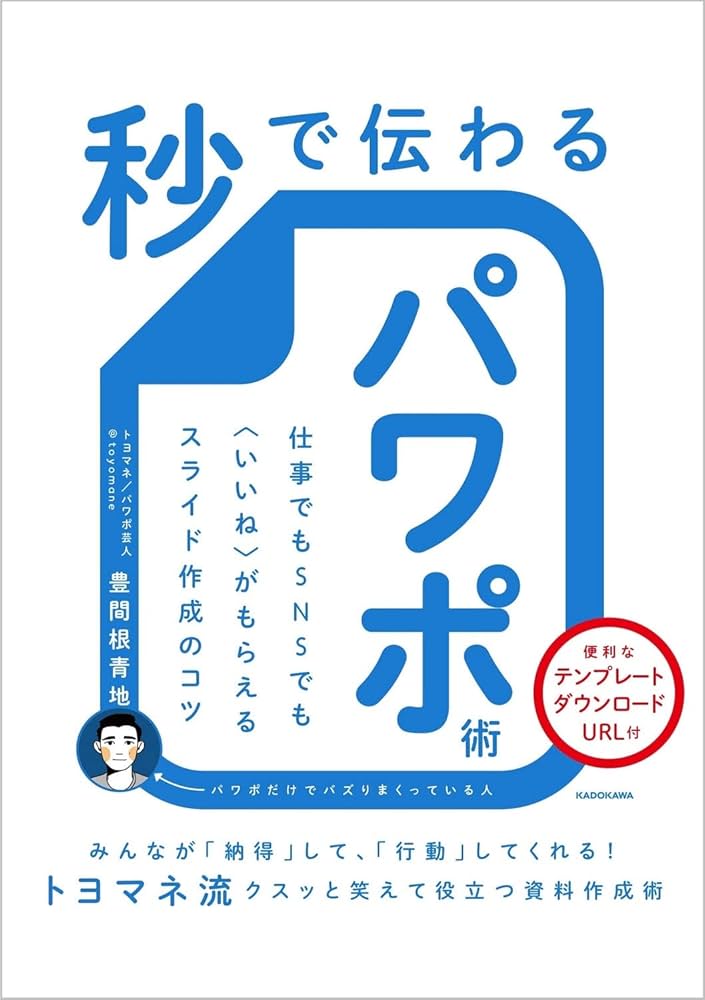 秒で伝わる
パワポ術
仕事でもSNSでも
〈いいね〉がもらえる
スライド作成のコツ
トヨマネ／パワポ芸人
@toyomane
豊間根青地
パワポだけでバズりまくっている人
便利な
テンプレート
ダウンロード
URL付
KADOKAWA
みんなが「納得」して、「行動」してくれる！
トヨマネ流クスッと笑えて役立つ資料作成術